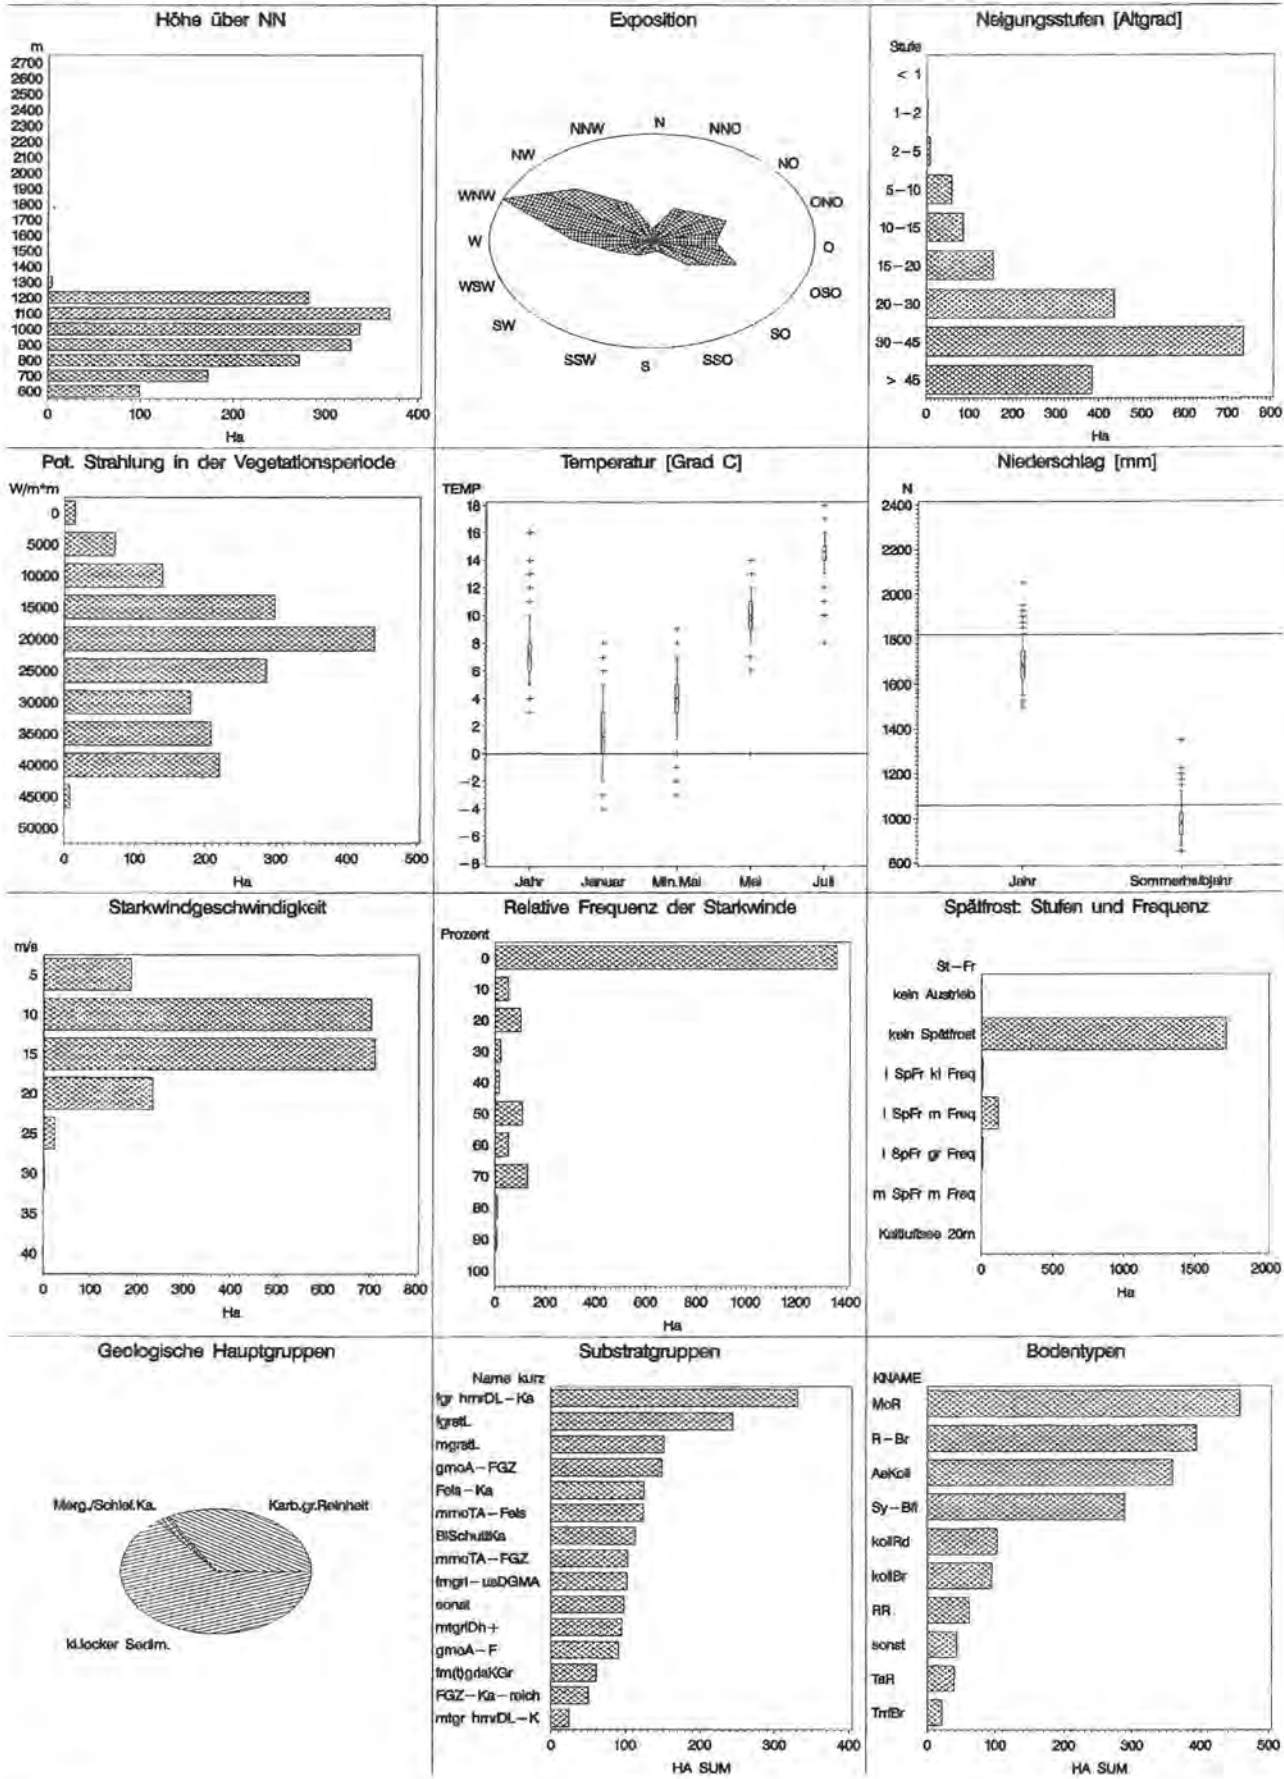 Höhe über NN
m
2700
2600
2500
2400
2300
2200
2100
2000
1900
1800
1700
1600
1500
1400
1300
1200
1100
1000
900
800
700
600
0 100 200 300 400
Ha
Exposition
N
NNO
NO
ONO
O
OSO
SO
SSO
S
SSW
SW
WSW
W
WNW
NW
NNW
Neigungsstufen [Altgrad]
Stufe
< 1
1-2
2-5
5-10
10-15
15-20
20-30
30-45
> 45
0 100 200 300 400 500 600 700 800
Ha
Pot. Strahlung in der Vegetationsperiode
W/m*m
0
5000
10000
15000
20000
25000
30000
35000
40000
45000
50000
0 100 200 300 400 500
Ha
Temperatur [Grad C]
TEMP
18
16
14
12
10
8
6
4
2
0
-2
-4
-6
-8
Jahr Januar Min.Mai Mai Juli
Niederschlag [mm]
N
2400
2200
2000
1800
1600
1400
1200
1000
800
Jahr Sommerhalbjahr
Starkwindgeschwindigkeit
m/s
5
10
15
20
25
30
35
40
0 100 200 300 400 500 600 700 800
Ha
Relative Frequenz der Starkwinde
Prozent
0
10
20
30
40
50
60
70
80
90
100
0 200 400 600 800 1000 1200 1400
Ha
Spätfrost: Stufen und Frequenz
St-Fr
kein Austrieb
kein Spätfrost
l SpFr kl Freq
l SpFr m Freq
l SpFr gr Freq
m SpFr m Freq
Kaltluftsee 20m
0 500 1000 1500 2000
Ha
Geologische Hauptgruppen
Merg./Schief.Ka.
Karb.gr.Reinheit
kl.locker Sedim.
Substratgruppen
Name kurz
fgr hmrDL-Ka
fgrstL
mgrstL
gmoA-FGZ
Fels-Ka
mmoTA-Fels
BlSchuttKa
mmoTA-FGZ
sonst
mtgrlDh+
gmoA-F
FGZ-Ka-reich
mtgr hmrDL-K
0 100 200 300 400
HA SUM
Bodentypen
KNAME
MoR
R-Br
AeKoll
kollRd
kollBr
RR
sonst
TaR
0 100 200 300 400 500
HA SUM